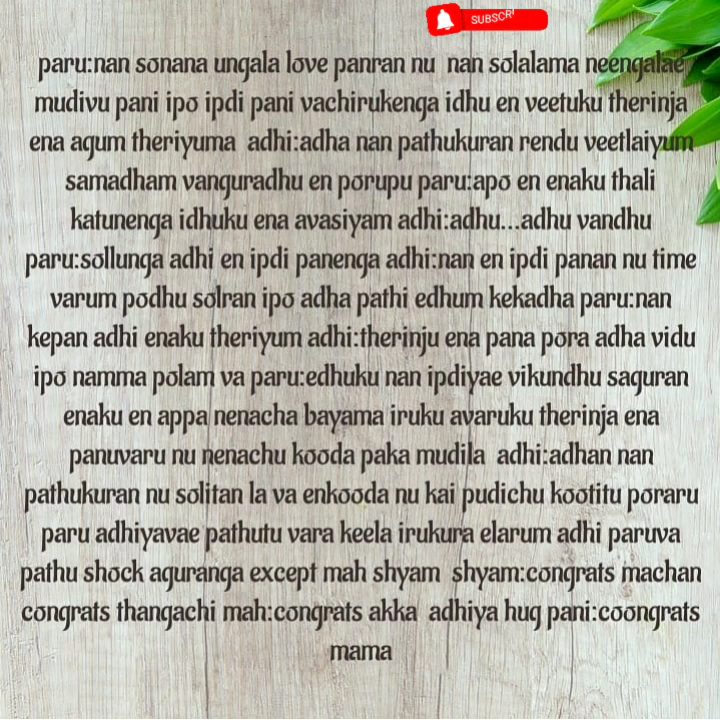 SUBSCRI
paru:nan sonana ungala love panran nu nan solalama neengalae
mudivu pani ipo ipdi pani vachirukenga idhu en veetuku therinja
ena agum theriyuma adhi:adha nan pathukuran rendu veetlaiyum
samadham vanguradhu en porupu paru:apo en enaku thali
katunenga idhuku ena avasiyam adhi:adhu...adhu vandhu
paru:sollunga adhi en ipdi panenga adhi:nan en ipdi panan nu time
varum podhu solran ipo adha pathi edhum kekadha paru:nan
kepan adhi enaku theriyum adhi:therinju ena pana pora adha vidu
ipo namma polam va paru:edhuku nan ipdiyae vikundhu saguran
enaku en appa nenacha bayama iruku avaruku therinja ena
panuvaru nu nenachu kooda paka mudila adhi:adhan nan
pathukuran nu solitan la va enkooda nu kai pudichu kootitu poraru
paru adhiyavae pathutu vara keela irukura elarum adhi paruva
pathu shock aguranga except mah shyam shyam:congrats machan
congrats thangachi mah:congrats akka adhiya hug pani:coongrats
mama